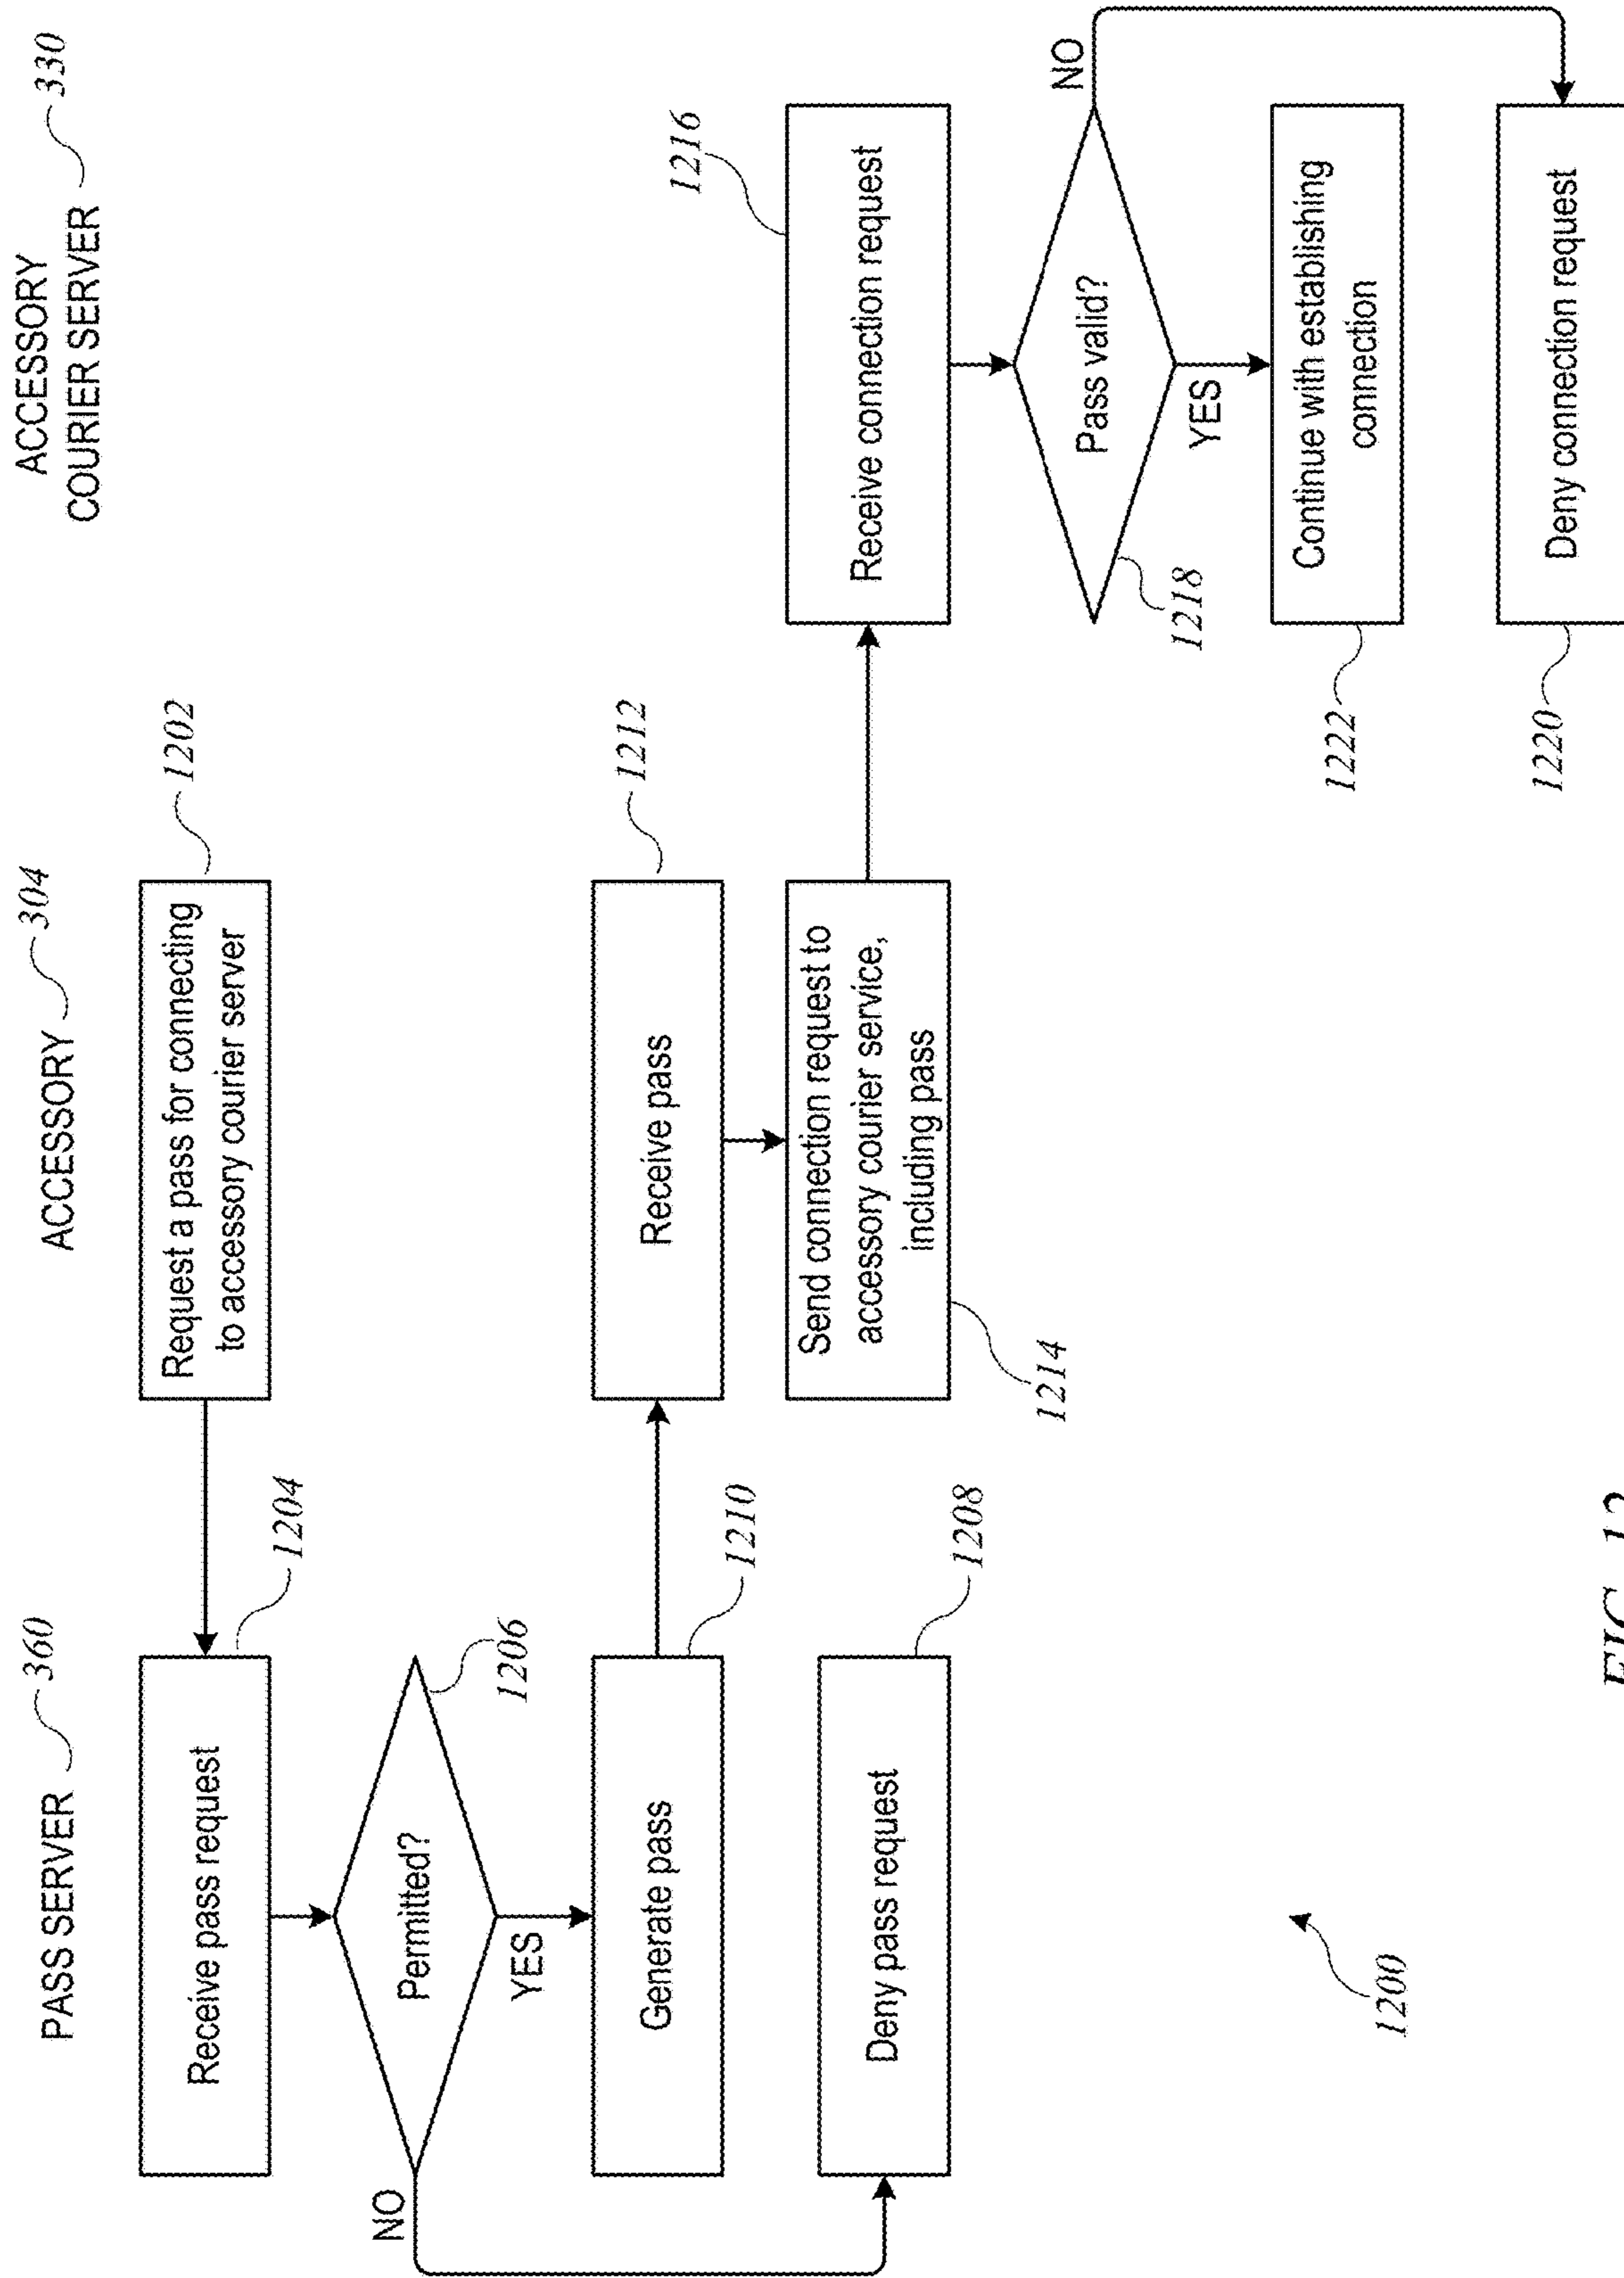 PASS SERVER 360
ACCESSORY 304
ACCESSORY
COURIER SERVER 330
Request a pass for connecting
to accessory courier server
1202
Receive pass request
1204
Permitted?
1206
NO
YES
Generate pass
1210
Deny pass request
1208
Receive pass
1212
Send connection request to
accessory courier service,
including pass
1214
Receive connection request
1216
Pass valid?
1218
NO
YES
Continue with establishing
connection
1222
Deny connection request
1220
1200
FIG. 12